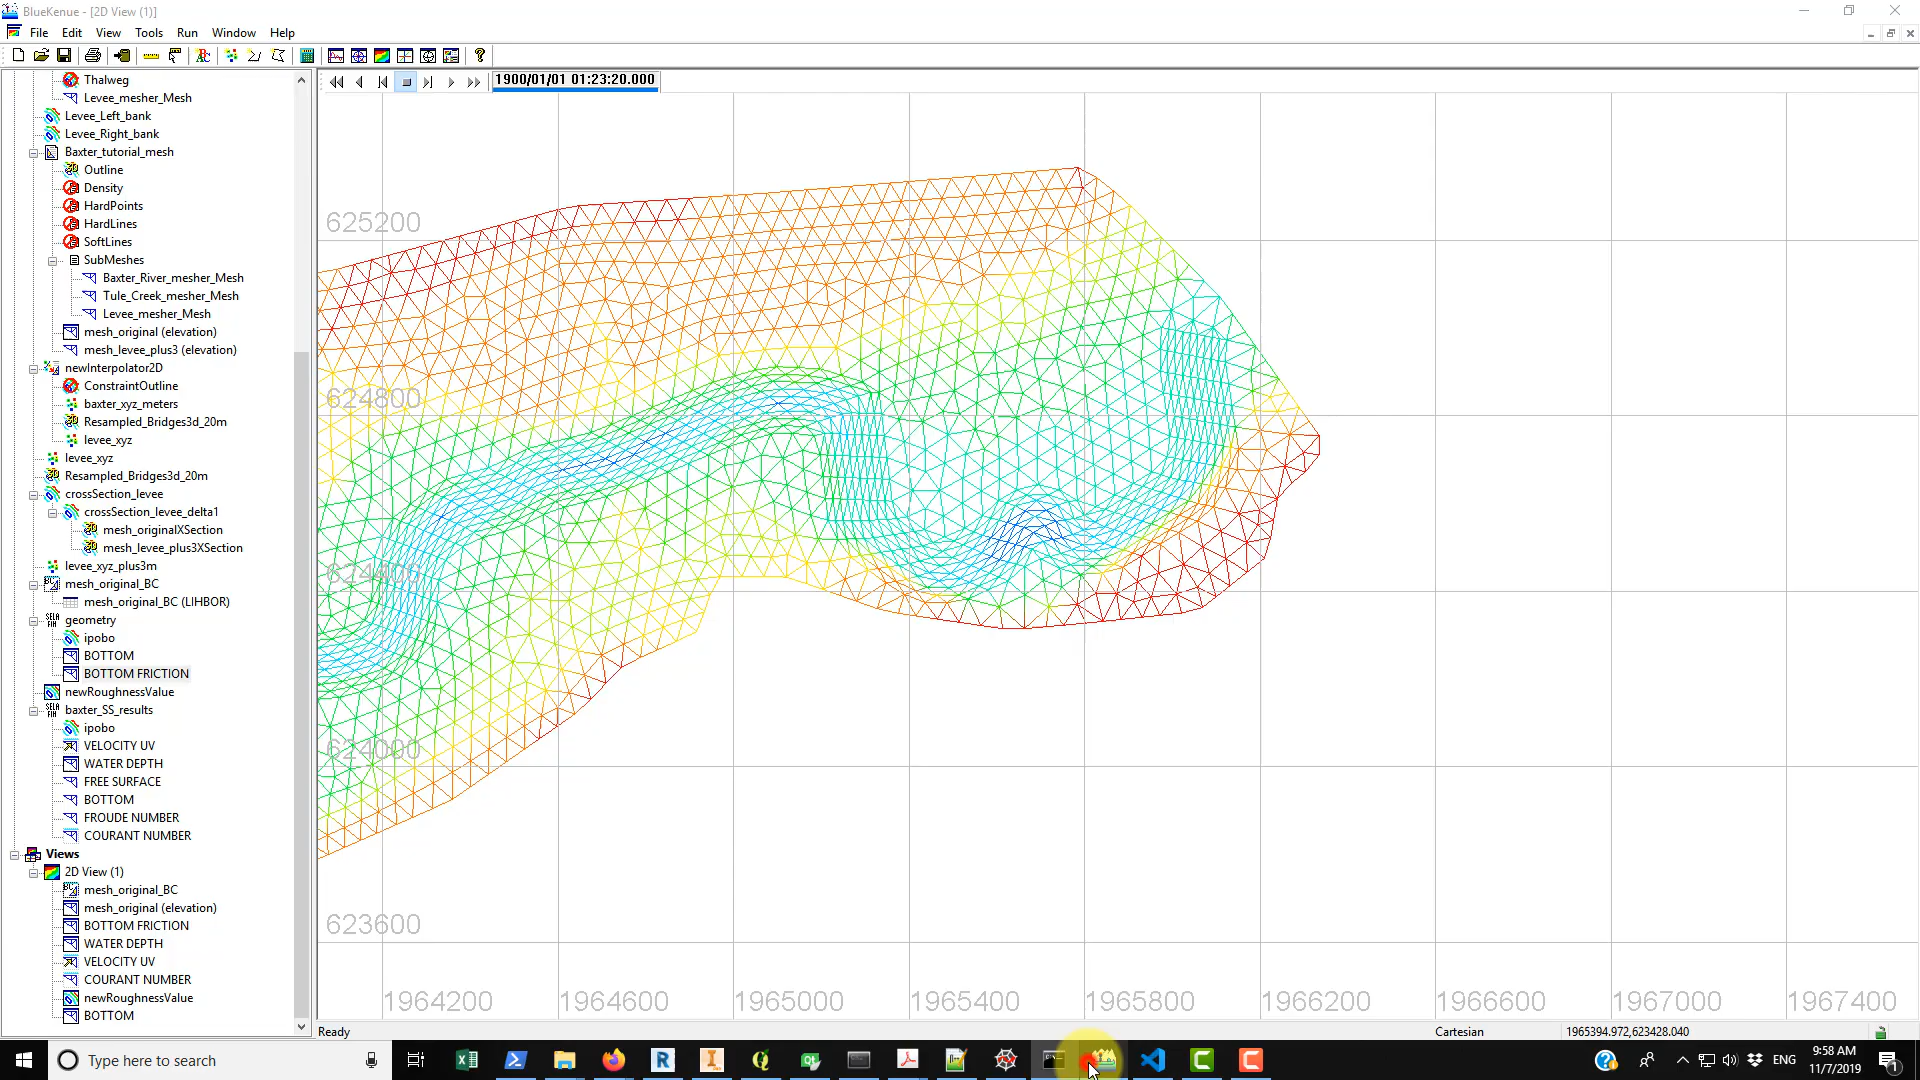 BlueKenue - [2D View (1)]
File Edit View Tools Run Window Help
1900/01/01 01:23:20.000
Thalweg
Levee_mesher_Mesh
Levee_Left_bank
Levee_Right_bank
Baxter_tutorial_mesh
Outline
Density
HardPoints
HardLines
SoftLines
SubMeshes
Baxter_River_mesher_Mesh
Tule_Creek_mesher_Mesh
Levee_mesher_Mesh
mesh_original (elevation)
mesh_levee_plus3 (elevation)
newInterpolator2D
ConstraintOutline
baxter_xyz_meters
Resampled_Bridges3d_20m
levee_xyz
levee_xyz
Resampled_Bridges3d_20m
crossSection_levee
crossSection_levee_delta1
mesh_originalXSection
mesh_levee_plus3XSection
levee_xyz_plus3m
mesh_original_BC
mesh_original_BC (LIHBOR)
geometry
ipobo
BOTTOM
BOTTOM FRICTION
newRoughnessValue
baxter_SS_results
ipobo
VELOCITY UV
WATER DEPTH
FREE SURFACE
BOTTOM
FROUDE NUMBER
COURANT NUMBER
Views
2D View (1)
mesh_original_BC
mesh_original (elevation)
BOTTOM FRICTION
WATER DEPTH
VELOCITY UV
COURANT NUMBER
newRoughnessValue
BOTTOM
625200
624800
624400
624000
623600
1964200 1964600 1965000 1965400 1965800 1966200 1966600 1967000 1967400
Ready
Cartesian
1965394.972,623428.040
Type here to search
ENG
9:58 AM
11/7/2019